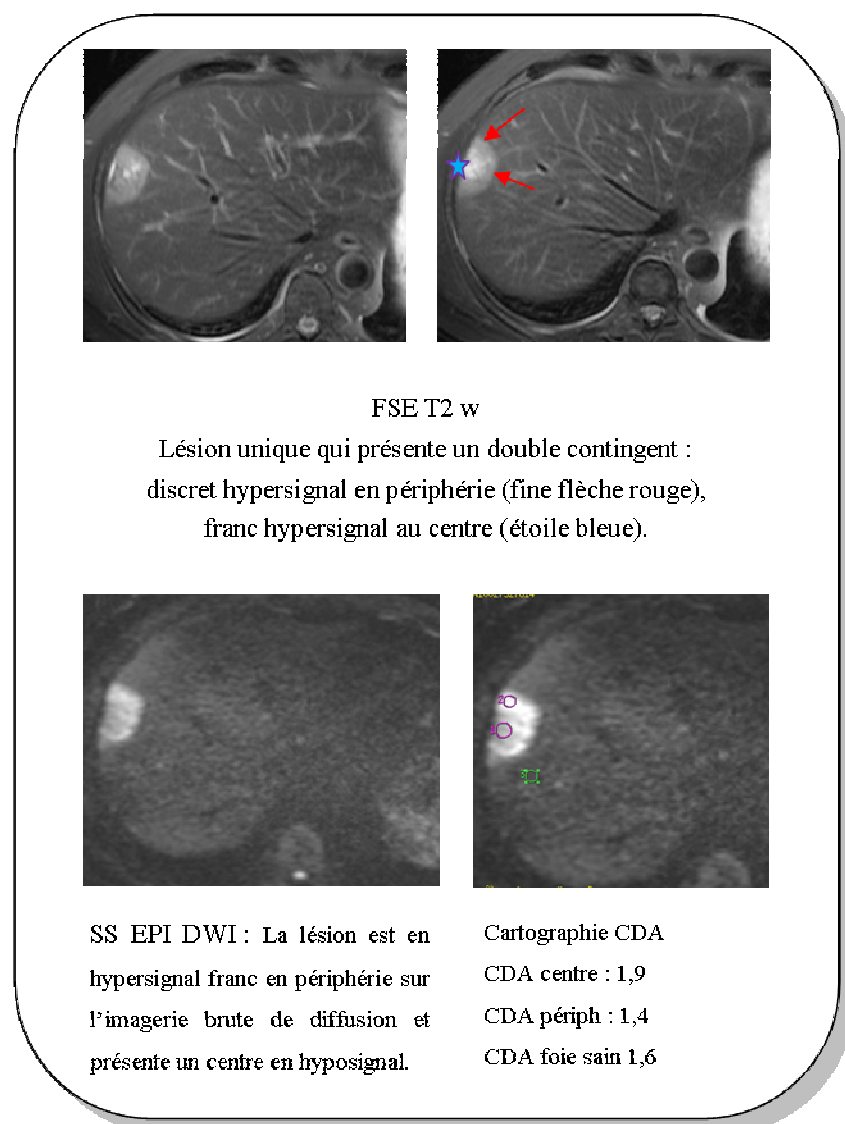 FSE T2 w
Lésion unique qui présente un double contingent :
discret hypersignal en périphérie (fine flèche rouge),
franc hypersignal au centre (étoile bleue).
SS EPI DWI : La lésion est en
hypersignal franc en périphérie sur
l’imagerie brute de diffusion et
présente un centre en hyposignal.
Cartographie CDA
CDA centre : 1,9
CDA périph : 1,4
CDA foie sain 1,6